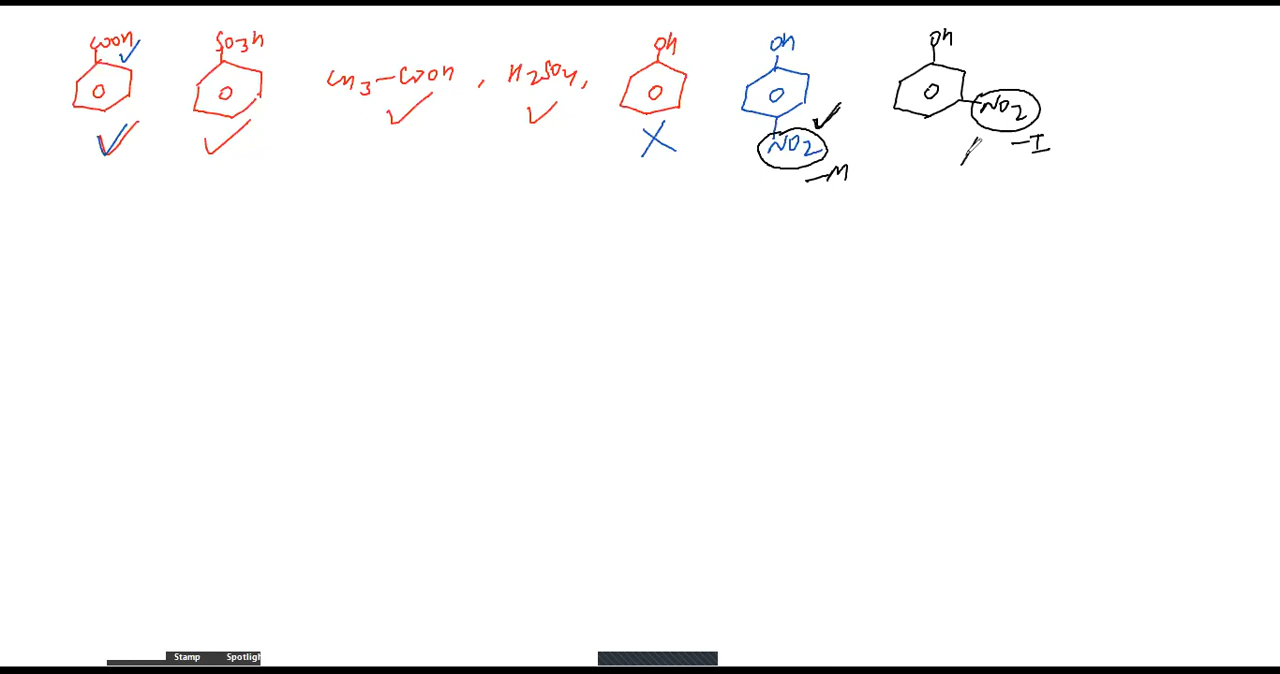 COOH
SO3H
CH3-COOH , H2SO4,
OH
OH
OH
NO2
NO2
-M
-I
Stamp Spotligh